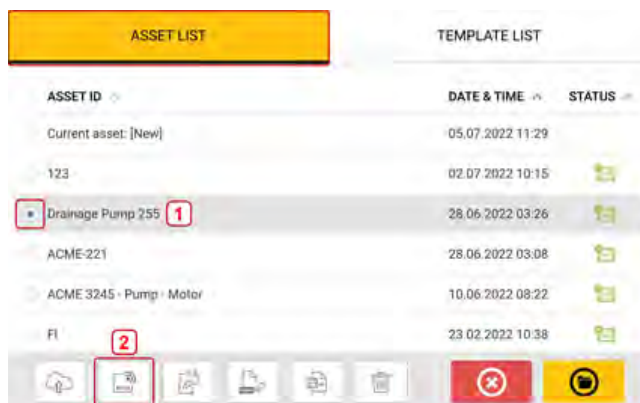 ASSET LIST TEMPLATE LIST
ASSET ID DATE & TIME STATUS
Current asset: [New] 05.07.2022 11:29
123 02.07.2022 10:15
Drainage Pump 255 1 28.06.2022 03:26
ACME-221 28.06.2022 03:08
ACME 3245 - Pump - Motor 10.06.2022 08:22
FI 23.02.2022 10:38
2